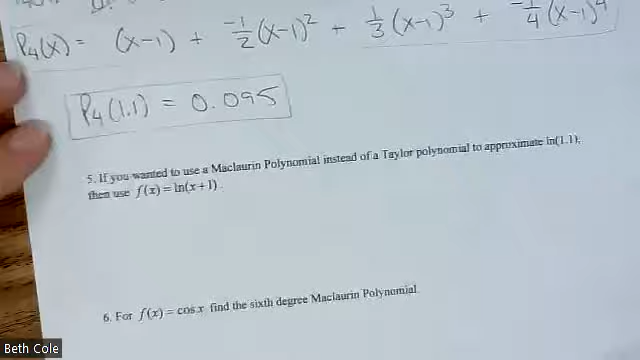 P₄(x) = (x-1) + -1/2(x-1)² + 1/3(x-1)³ + -1/4(x-1)⁴
P₄(1.1) = 0.095
5. If you wanted to use a Maclaurin Polynomial instead of a Taylor polynomial to approximate ln(1.1),
then use f(x) = ln(x+1).
6. For f(x) = cos x find the sixth degree Maclaurin Polynomial.
Beth Cole